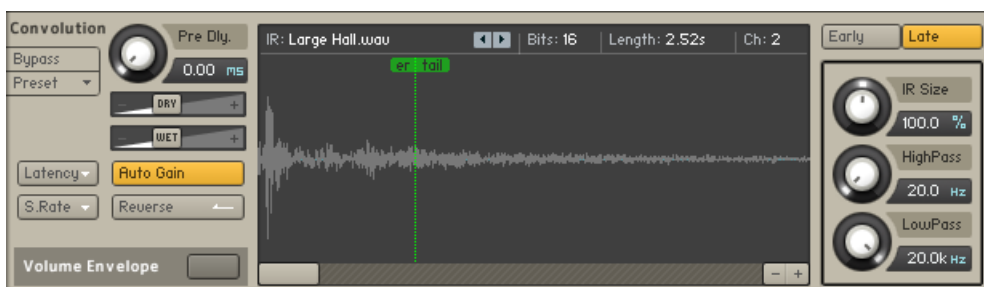 Convolution
Pre Dly.
Bypass
Preset
0.00 ms
- DRY +
- WET +
Latency
Auto Gain
S.Rate
Reverse
Volume Envelope
IR: Large Hall.wav
Bits: 16
Length: 2.52s
Ch: 2
er tail
- +
Early
Late
IR Size
100.0 %
HighPass
20.0 Hz
LowPass
20.0k Hz